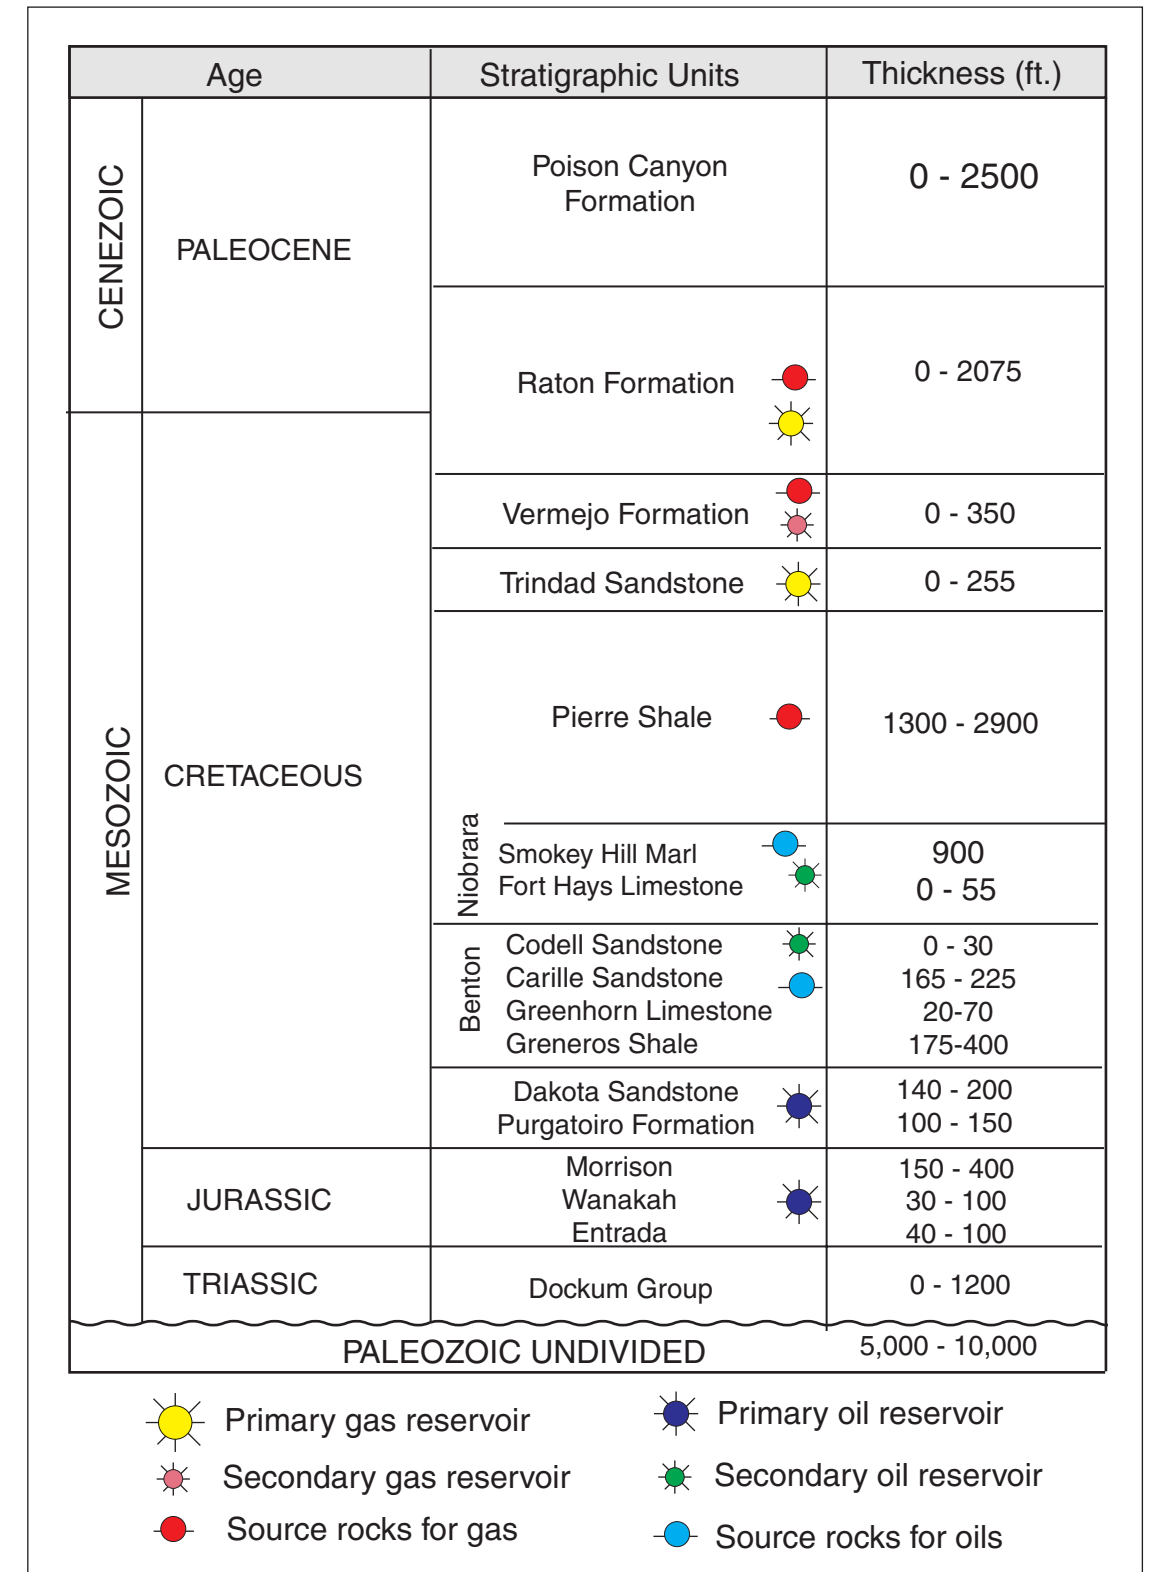 Age Stratigraphic Units Thickness (ft.)
CENEZOIC
PALEOCENE
Poison Canyon
Formation
0 - 2500
Raton Formation
0 - 2075
MESOZOIC
CRETACEOUS
Vermejo Formation
0 - 350
Trindad Sandstone
0 - 255
Pierre Shale
1300 - 2900
Niobrara
Smokey Hill Marl
900
Fort Hays Limestone
0 - 55
Benton
Codell Sandstone
0 - 30
Carille Sandstone
165 - 225
Greenhorn Limestone
20-70
Greneros Shale
175-400
Dakota Sandstone
140 - 200
Purgatoiro Formation
100 - 150
JURASSIC
Morrison
150 - 400
Wanakah
30 - 100
Entrada
40 - 100
TRIASSIC
Dockum Group
0 - 1200
PALEOZOIC UNDIVIDED
5,000 - 10,000
Primary gas reservoir
Primary oil reservoir
Secondary gas reservoir
Secondary oil reservoir
Source rocks for gas
Source rocks for oils